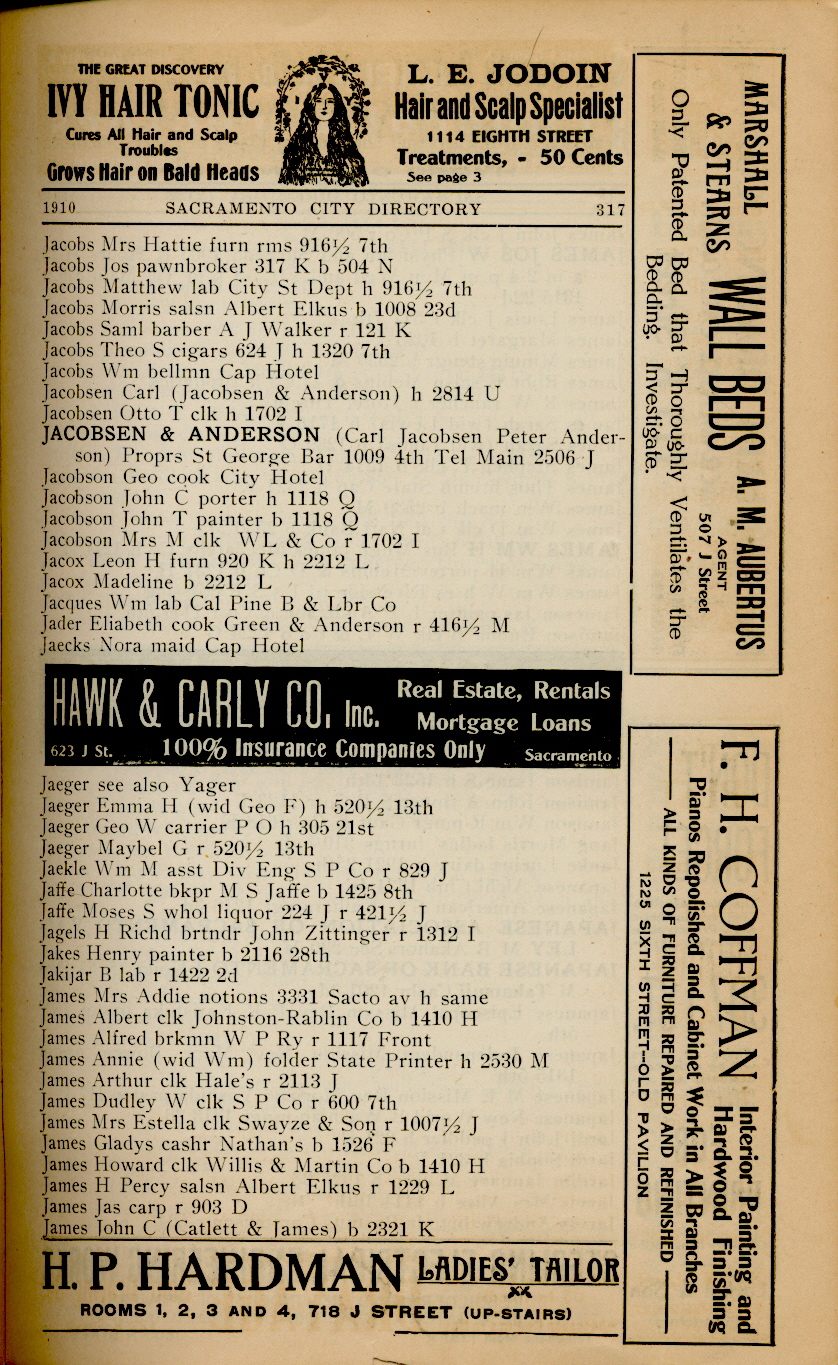 THE GREAT DISCOVERY
IVY HAIR TONIC
Cures All Hair and Scalp
Troubles
Grows Hair on Bald Heads
L. E. JODOIN
Hair and Scalp Specialist
1114 EIGHTH STREET
Treatments, - 50 Cents
See page 3
1910 SACRAMENTO CITY DIRECTORY 317
Jacobs Mrs Hattie furn rms 916½ 7th
Jacobs Jos pawnbroker 317 K b 504 N
Jacobs Matthew lab City St Dept h 916½ 7th
Jacobs Morris salsn Albert Elkus b 1008 23d
Jacobs Saml barber A J Walker r 121 K
Jacobs Theo S cigars 624 J h 1320 7th
Jacobs Wm bellmn Cap Hotel
Jacobsen Carl (Jacobsen & Anderson) h 2814 U
Jacobsen Otto T clk h 1702 I
JACOBSEN & ANDERSON (Carl Jacobsen Peter Ander-
son) Proprs St George Bar 1009 4th Tel Main 2506 J
Jacobson Geo cook City Hotel
Jacobson John C porter h 1118 Q
Jacobson John T painter b 1118 Q
Jacobson Mrs M clk WL & Co r 1702 I
Jacox Leon H furn 920 K h 2212 L
Jacox Madeline b 2212 L
Jacques Wm lab Cal Pine B & Lbr Co
Jader Eliabeth cook Green & Anderson r 416½ M
Jaecks Nora maid Cap Hotel
HAWK & CARLY CO. Inc.
Real Estate, Rentals
Mortgage Loans
623 J St. 100% Insurance Companies Only Sacramento
Jaeger see also Yager
Jaeger Emma H (wid Geo F) h 520½ 13th
Jaeger Geo W carrier P O h 305 21st
Jaeger Maybel G r 520½ 13th
Jaekle Wm M asst Div Eng S P Co r 829 J
Jaffe Charlotte bkpr M S Jaffe b 1425 8th
Jaffe Moses S whol liquor 224 J r 421½ J
Jagels H Richd brtndr John Zittinger r 1312 I
Jakes Henry painter b 2116 28th
Jakijar B lab r 1422 2d
James Mrs Addie notions 3331 Sacto av h same
James Albert clk Johnston-Rablin Co b 1410 H
James Alfred brkmn W P Ry r 1117 Front
James Annie (wid Wm) folder State Printer h 2530 M
James Arthur clk Hale's r 2113 J
James Dudley W clk S P Co r 600 7th
James Mrs Estella clk Swayze & Son r 1007½ J
James Gladys cashr Nathan's b 1526 F
James Howard clk Willis & Martin Co b 1410 H
James H Percy salsn Albert Elkus r 1229 L
James Jas carp r 903 D
James John C (Catlett & James) b 2321 K
H. P. HARDMAN LADIES' TAILOR
ROOMS 1, 2, 3 AND 4, 718 J STREET (UP-STAIRS)
MARSHALL
& STEARNS WALL BEDS A. M. AUBERTUS
AGENT
507 J Street
Only Patented Bed that Thoroughly Ventilates the
Bedding. Investigate.
F. H. COFFMAN Interior Painting and
Hardwood Finishing
Pianos Repolished and Cabinet Work in All Branches
ALL KINDS OF FURNITURE REPAIRED AND REFINISHED
1225 SIXTH STREET--OLD PAVILION